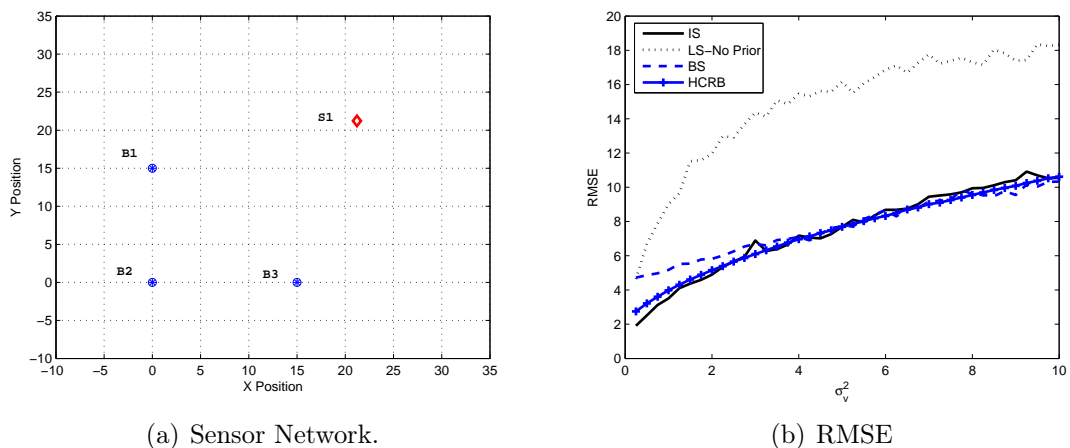 35
30
25
20
15
10
5
0
−5
−10
Y Position
B1
B2
B3
S1
−10 −5 0 5 10 15 20 25 30 35
X Position
(a) Sensor Network.
20
18
16
14
12
10
8
6
4
2
0
RMSE
IS
LS−No Prior
BS
HCRB
0 2 4 6 8 10
σ_v^2
(b) RMSE